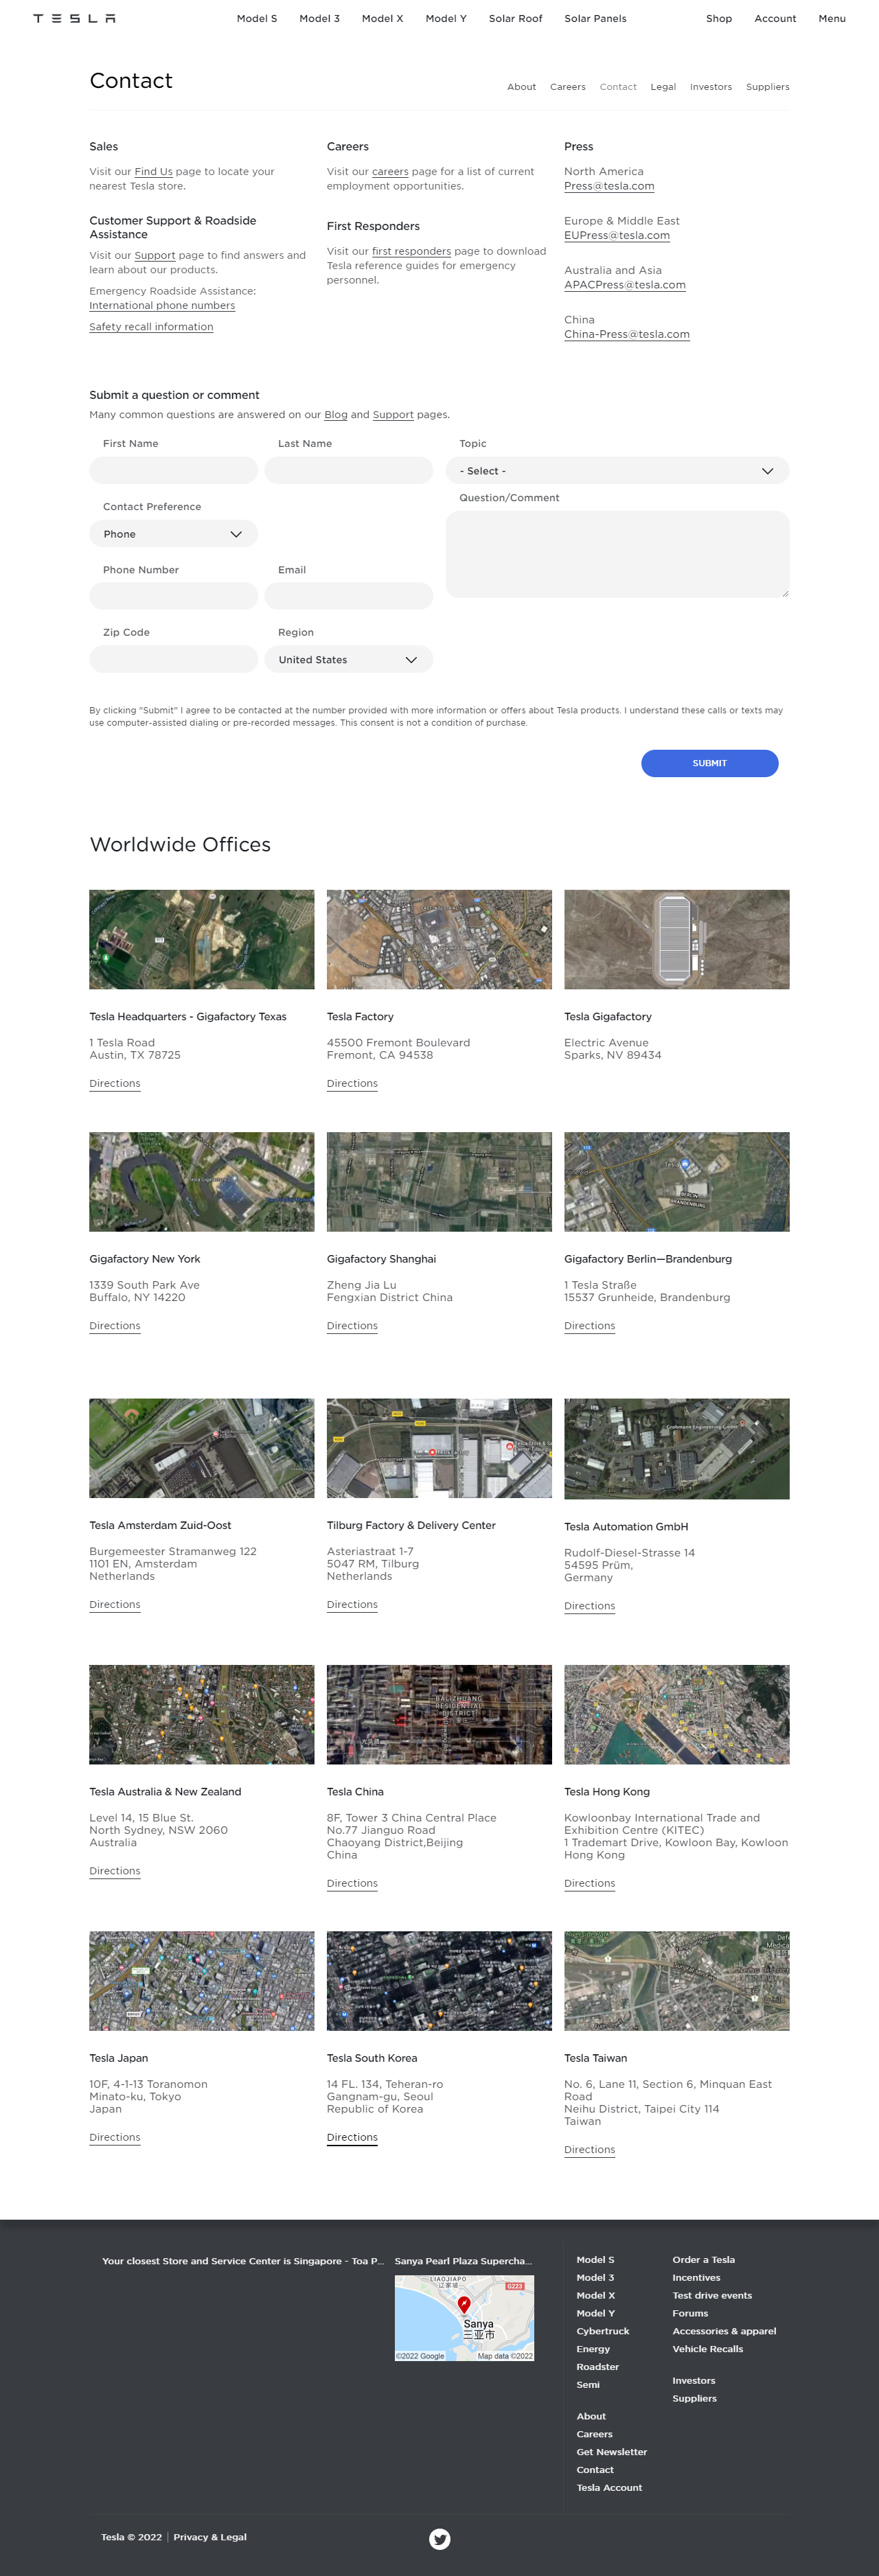 TESLA
Model S
Model 3
Model X
Model Y
Solar Roof
Solar Panels
Shop
Account
Menu
Contact
About
Careers
Contact
Legal
Investors
Suppliers
Sales
Visit our Find Us page to locate your
nearest Tesla store.
Customer Support & Roadside
Assistance
Visit our Support page to find answers and
learn about our products.
Emergency Roadside Assistance:
International phone numbers
Safety recall information
Careers
Visit our careers page for a list of current
employment opportunities.
First Responders
Visit our first responders page to download
Tesla reference guides for emergency
personnel.
Press
North America
Press@tesla.com
Europe & Middle East
EUPress@tesla.com
Australia and Asia
APACPress@tesla.com
China
China-Press@tesla.com
Submit a question or comment
Many common questions are answered on our Blog and Support pages.
First Name
Last Name
Contact Preference
Phone
Phone Number
Email
Zip Code
Region
United States
Topic
- Select -
Question/Comment
By clicking "Submit" I agree to be contacted at the number provided with more information or offers about Tesla products. I understand these calls or texts may
use computer-assisted dialing or pre-recorded messages. This consent is not a condition of purchase.
SUBMIT
Worldwide Offices
Tesla Headquarters - Gigafactory Texas
1 Tesla Road
Austin, TX 78725
Directions
Tesla Factory
45500 Fremont Boulevard
Fremont, CA 94538
Directions
Tesla Gigafactory
Electric Avenue
Sparks, NV 89434
Gigafactory New York
1339 South Park Ave
Buffalo, NY 14220
Directions
Gigafactory Shanghai
Zheng Jia Lu
Fengxian District China
Directions
BERLIN
BRANDENBURG
Gigafactory Berlin—Brandenburg
1 Tesla Straße
15537 Grunheide, Brandenburg
Directions
Tesla Amsterdam Zuid-Oost
Burgemeester Stramanweg 122
1101 EN, Amsterdam
Netherlands
Directions
Tilburg Factory & Delivery Center
Asteriastraat 1-7
5047 RM, Tilburg
Netherlands
Directions
Grohmann Engineering GmbH
Tesla Automation GmbH
Rudolf-Diesel-Strasse 14
54595 Prüm,
Germany
Directions
Tesla Australia & New Zealand
Level 14, 15 Blue St.
North Sydney, NSW 2060
Australia
Directions
BALIZHUANG
RESIDENTIAL
DISTRICT
Tesla China
8F, Tower 3 China Central Place
No.77 Jianguo Road
Chaoyang District,Beijing
China
Directions
Tesla Hong Kong
Kowloonbay International Trade and
Exhibition Centre (KITEC)
1 Trademart Drive, Kowloon Bay, Kowloon
Hong Kong
Directions
Tesla Japan
10F, 4-1-13 Toranomon
Minato-ku, Tokyo
Japan
Directions
Tesla South Korea
14 FL. 134, Teheran-ro
Gangnam-gu, Seoul
Republic of Korea
Directions
Tesla Taiwan
No. 6, Lane 11, Section 6, Minquan East
Road
Neihu District, Taipei City 114
Taiwan
Directions
Your closest Store and Service Center is Singapore - Toa P...
Sanya Pearl Plaza Supercha...
LIAOJIAPO
辽家坡
G223
Sanya
三亚市
©2022 Google
Map data ©2022
Model S
Model 3
Model X
Model Y
Cybertruck
Energy
Roadster
Semi
About
Careers
Get Newsletter
Contact
Tesla Account
Order a Tesla
Incentives
Test drive events
Forums
Accessories & apparel
Vehicle Recalls
Investors
Suppliers
Tesla © 2022
Privacy & Legal